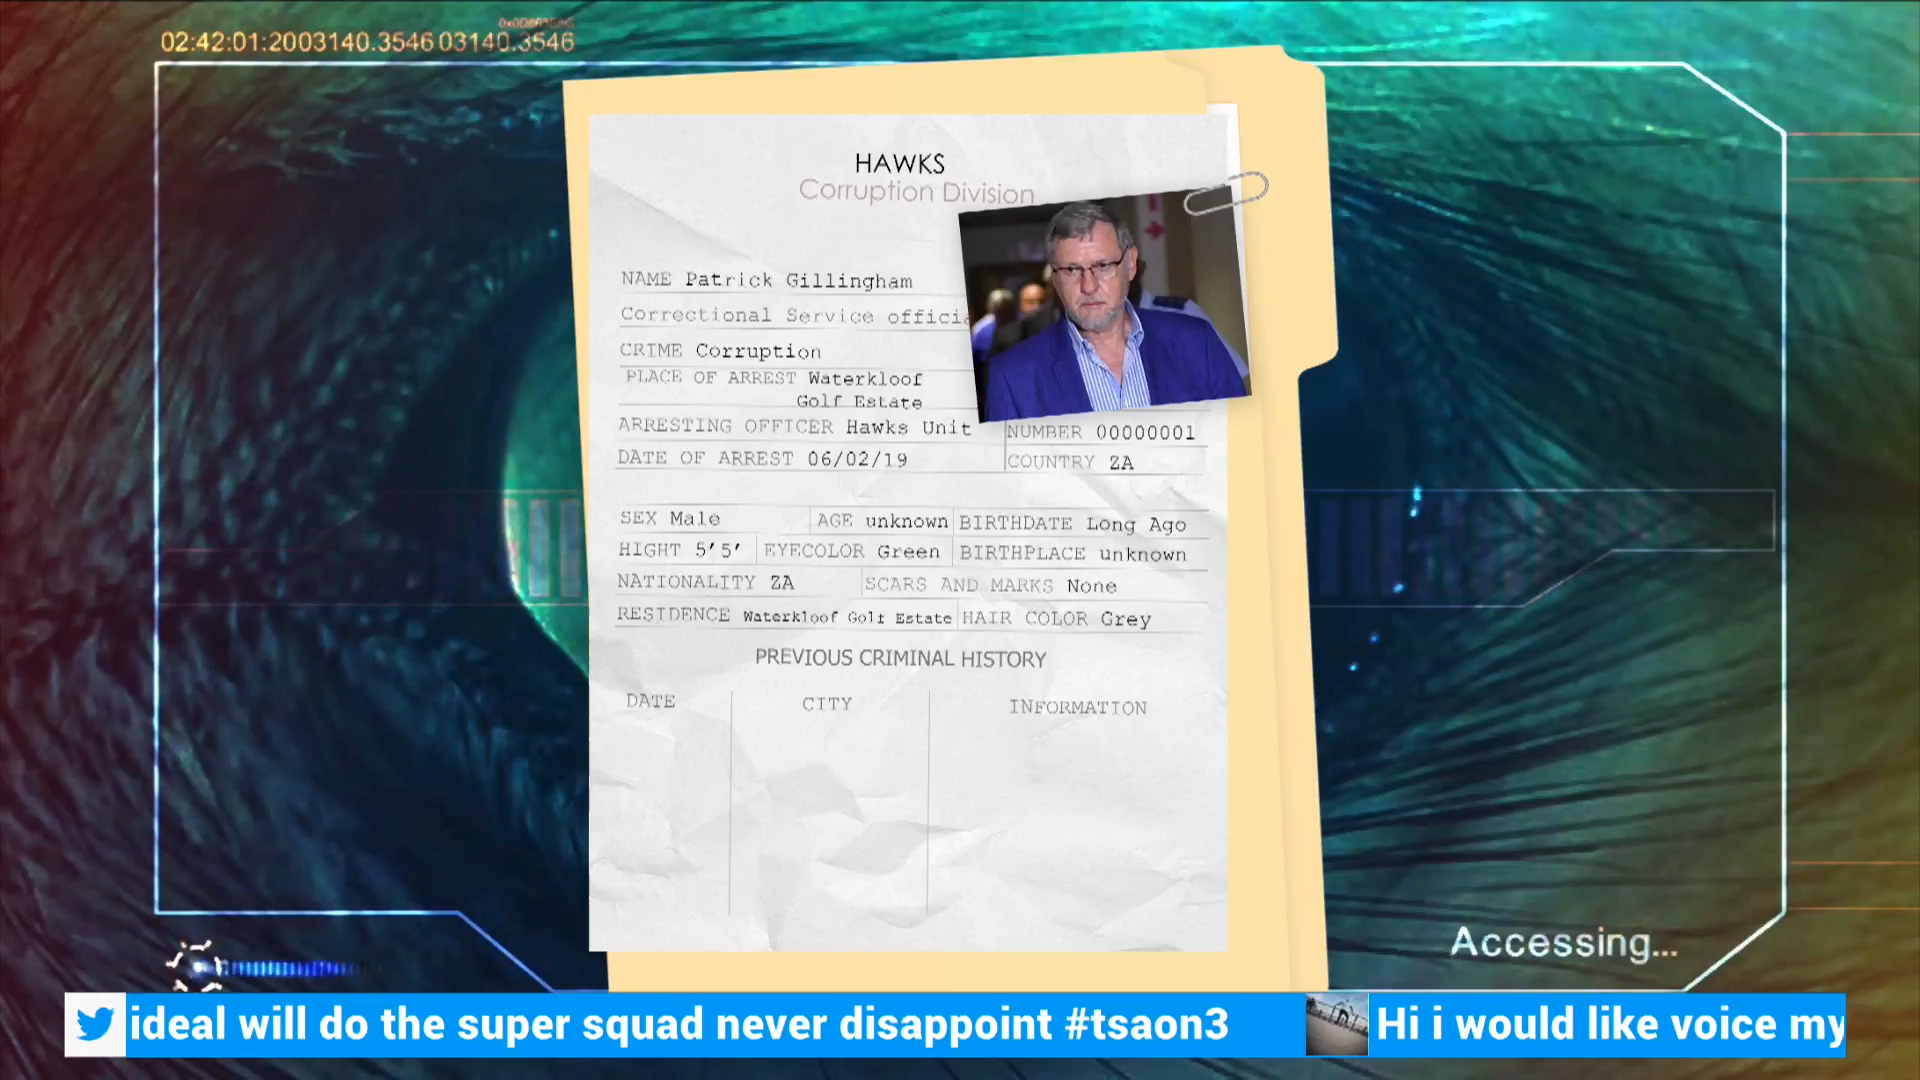 02:42:01:2003140.3546 03140.3546
HAWKS
Corruption Division
NAME Patrick Gillingham
Correctional Service officia
CRIME Corruption
PLACE OF ARREST Waterkloof
Golf Estate
ARRESTING OFFICER Hawks Unit
NUMBER 00000001
DATE OF ARREST 06/02/19
COUNTRY ZA
SEX Male AGE unknown BIRTHDATE Long Ago
HIGHT 5'5' EYECOLOR Green BIRTHPLACE unknown
NATIONALITY ZA SCARS AND MARKS None
RESIDENCE Waterkloof Golf Estate HAIR COLOR Grey
PREVIOUS CRIMINAL HISTORY
DATE CITY INFORMATION
Accessing...
ideal will do the super squad never disappoint #tsaon3 Hi i would like voice my